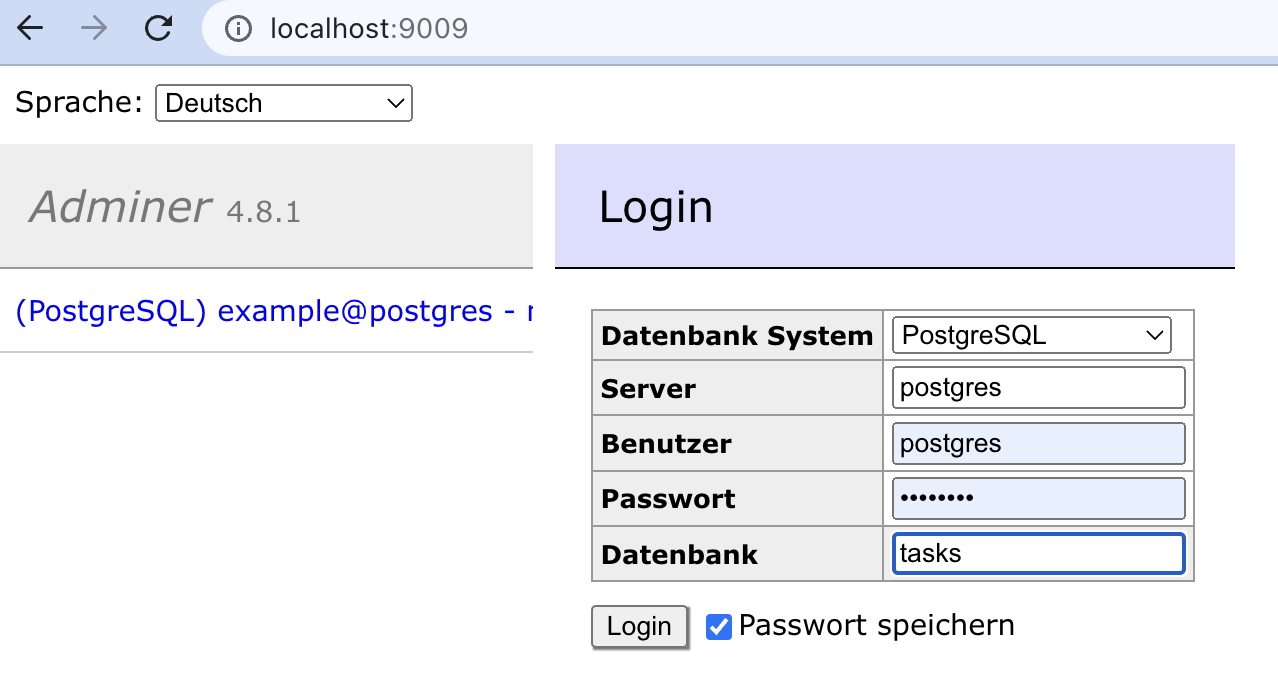 localhost:9009
Sprache: Deutsch
Adminer 4.8.1
(PostgreSQL) example@postgres -
Login
Datenbank System PostgreSQL
Server postgres
Benutzer postgres
Passwort ••••••••
Datenbank tasks
Login Passwort speichern